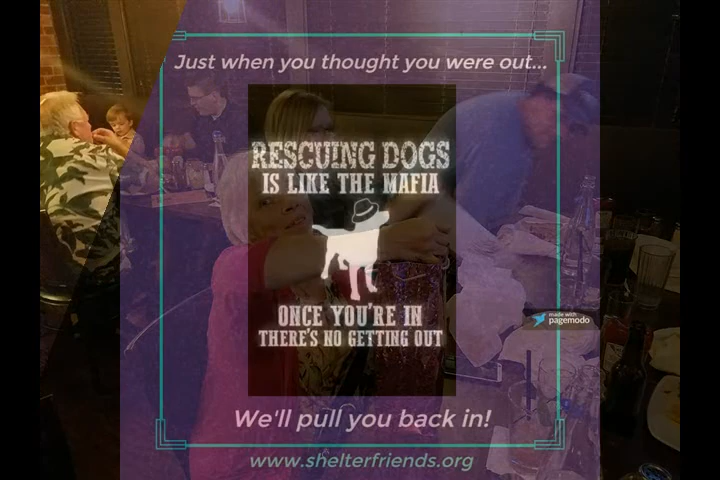 Just when you thought you were out...
RESCUING DOGS
IS LIKE THE MAFIA
ONCE YOU'RE IN
THERE'S NO GETTING OUT
made with
pagemodo
We'll pull you back in!
www.shelterfriends.org